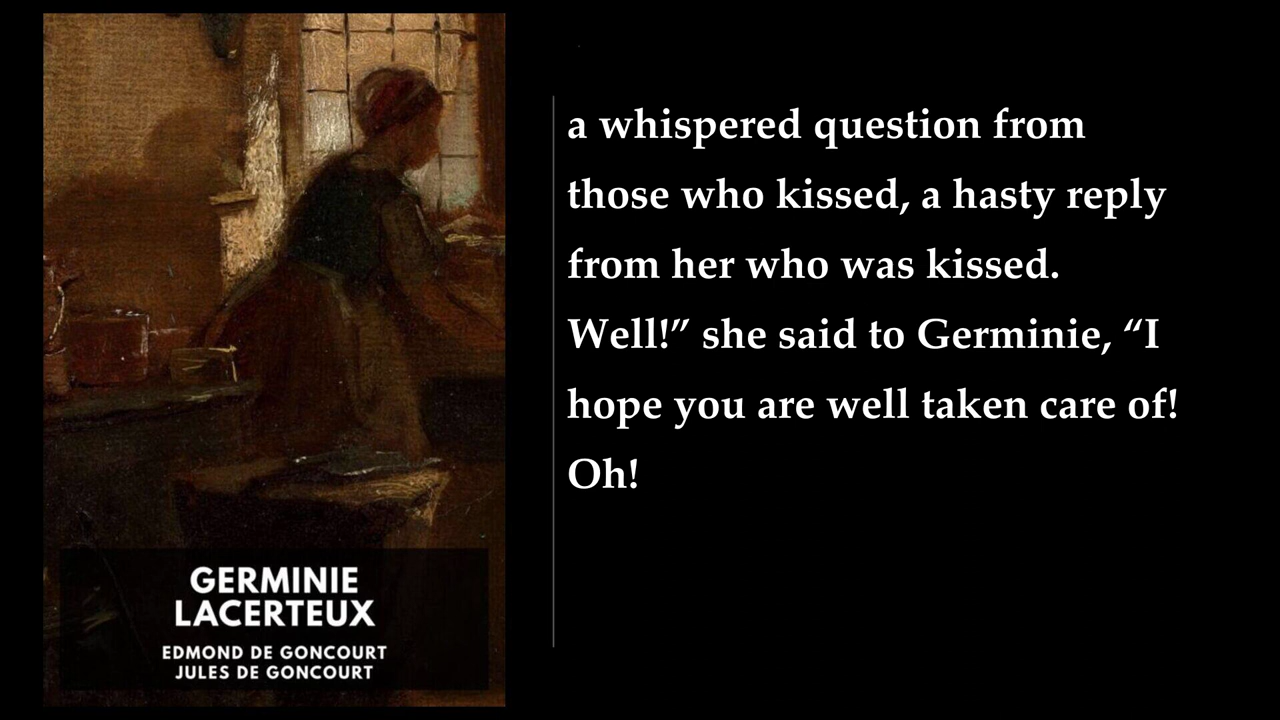 a whispered question from
those who kissed, a hasty reply
from her who was kissed.
Well!” she said to Germinie, “I
hope you are well taken care of!
Oh!
GERMINIE
LACERTEUX
EDMOND DE GONCOURT
JULES DE GONCOURT